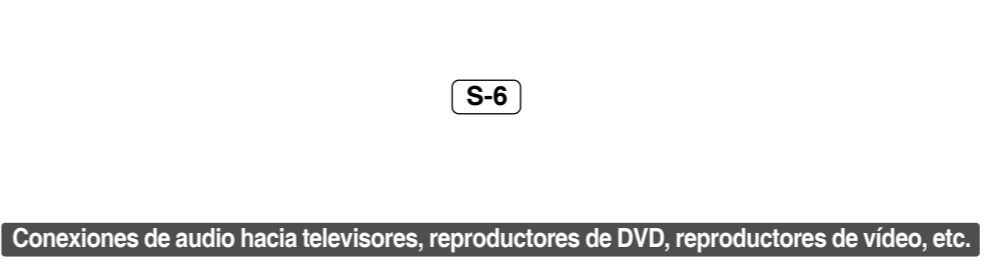 S-6
Conexiones de audio hacia televisores, reproductores de DVD, reproductores de vídeo, etc.